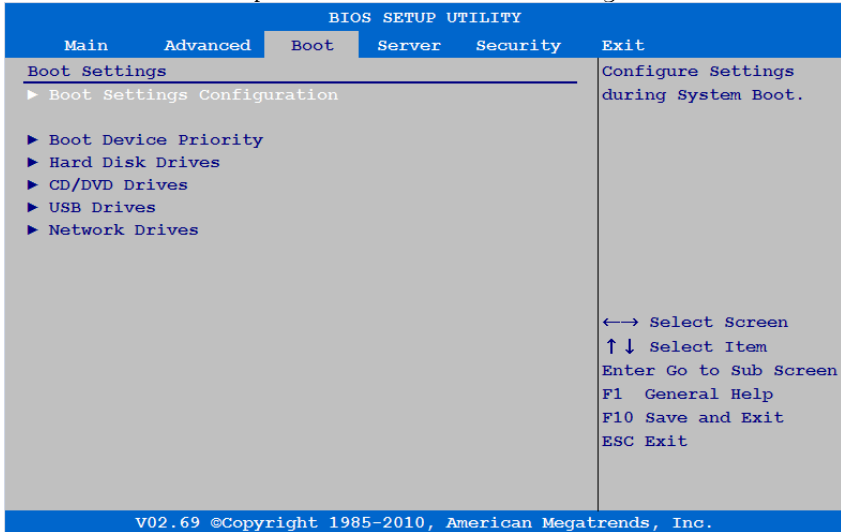 BIOS SETUP UTILITY
Main Advanced Boot Server Security Exit
Boot Settings
▶ Boot Settings Configuration
▶ Boot Device Priority
▶ Hard Disk Drives
▶ CD/DVD Drives
▶ USB Drives
▶ Network Drives
Configure Settings
during System Boot.
←→ Select Screen
↑↓ Select Item
Enter Go to Sub Screen
F1 General Help
F10 Save and Exit
ESC Exit
V02.69 ©Copyright 1985-2010, American Megatrends, Inc.